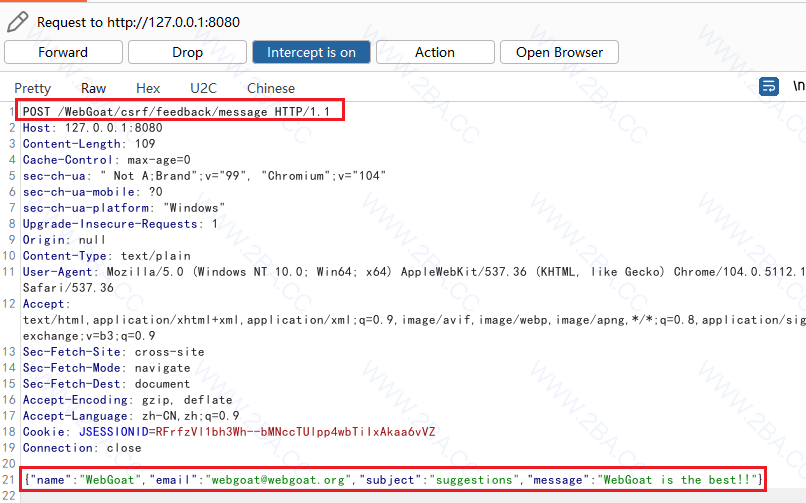 Request to http://127.0.0.1:8080
Forward Drop Intercept is on Action Open Browser
Pretty Raw Hex U2C Chinese \n
1 POST /WebGoat/csrf/feedback/message HTTP/1.1
2 Host: 127.0.0.1:8080
3 Content-Length: 109
4 Cache-Control: max-age=0
5 sec-ch-ua: " Not A;Brand";v="99", "Chromium";v="104"
6 sec-ch-ua-mobile: ?0
7 sec-ch-ua-platform: "Windows"
8 Upgrade-Insecure-Requests: 1
9 Origin: null
10 Content-Type: text/plain
11 User-Agent: Mozilla/5.0 (Windows NT 10.0; Win64; x64) AppleWebKit/537.36 (KHTML, like Gecko) Chrome/104.0.5112.1
Safari/537.36
12 Accept:
text/html,application/xhtml+xml,application/xml;q=0.9,image/avif,image/webp,image/apng,*/*;q=0.8,application/sig
exchange;v=b3;q=0.9
13 Sec-Fetch-Site: cross-site
14 Sec-Fetch-Mode: navigate
15 Sec-Fetch-Dest: document
16 Accept-Encoding: gzip, deflate
17 Accept-Language: zh-CN,zh;q=0.9
18 Cookie: JSESSIONID=RFrfzVl1bh3Wh--bMNccTUlpp4wbTiIxAkaa6vVZ
19 Connection: close
20
21 {"name":"WebGoat","email":"webgoat@webgoat.org","subject":"suggestions","message":"WebGoat is the best!!"}
22
WWW.2BA.CC